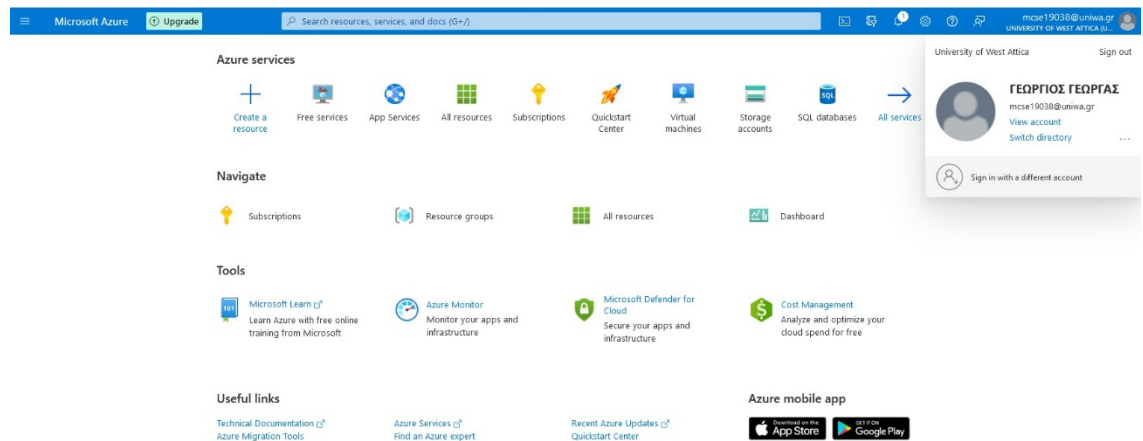 Microsoft Azure
Upgrade
Search resources, services, and docs (G+/)
1
mcse19038@uniwa.gr
UNIVERSITY OF WEST ATTICA (U...
University of West Attica
Sign out
ΓΕΩΡΓΙΟΣ ΓΕΩΡΓΑΣ
mcse19038@uniwa.gr
View account
Switch directory
...
Sign in with a different account
Azure services
Create a
resource
Free services
App Services
All resources
Subscriptions
Quickstart
Center
Virtual
machines
Storage
accounts
SQL
SQL databases
All services
Navigate
Subscriptions
Resource groups
All resources
Dashboard
Tools
101
Microsoft Learn
Learn Azure with free online
training from Microsoft
Azure Monitor
Monitor your apps and
infrastructure
Microsoft Defender for
Cloud
Secure your apps and
infrastructure
Cost Management
Analyze and optimize your
cloud spend for free
Useful links
Technical Documentation
Azure Migration Tools
Azure Services
Find an Azure expert
Recent Azure Updates
Quickstart Center
Azure mobile app
Download on the
App Store
GET IT ON
Google Play